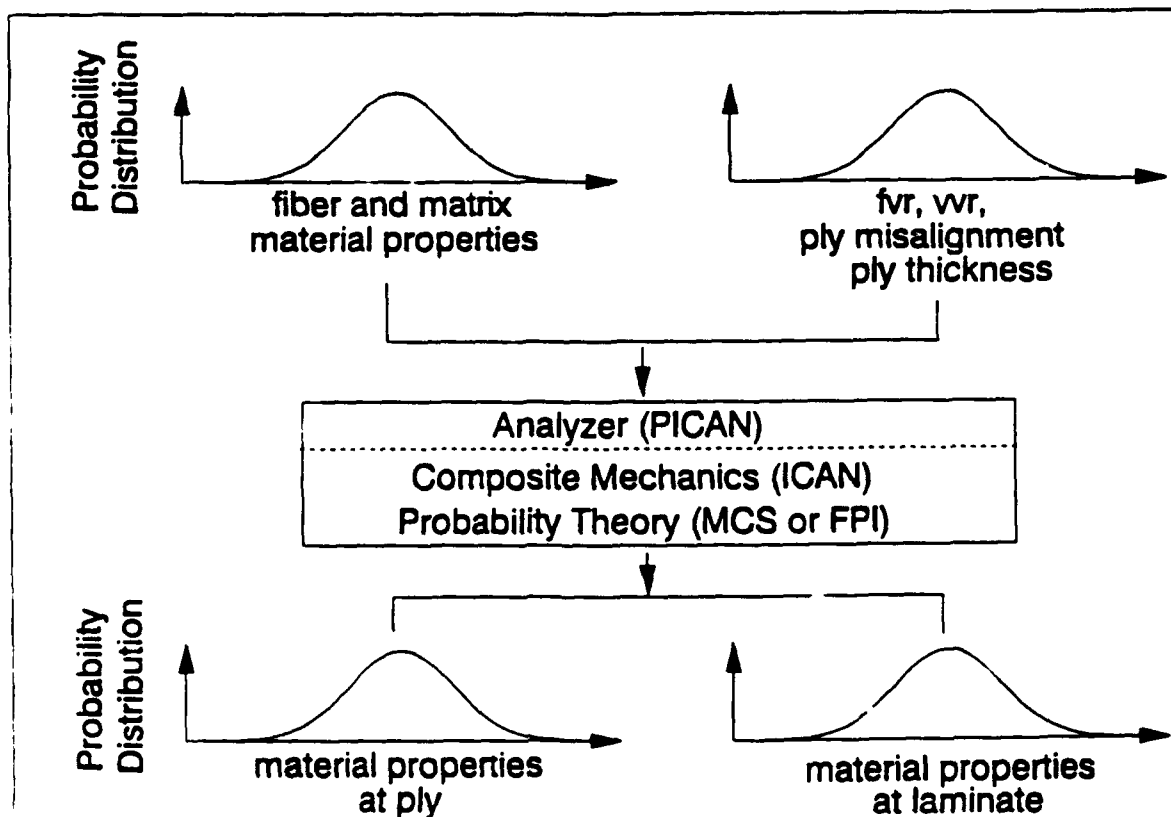 Probability
Distribution
fiber and matrix
material properties
fvr, vvr,
ply misalignment
ply thickness
Analyzer (PICAN)
Composite Mechanics (ICAN)
Probability Theory (MCS or FPI)
Probability
Distribution
material properties
at ply
material properties
at laminate